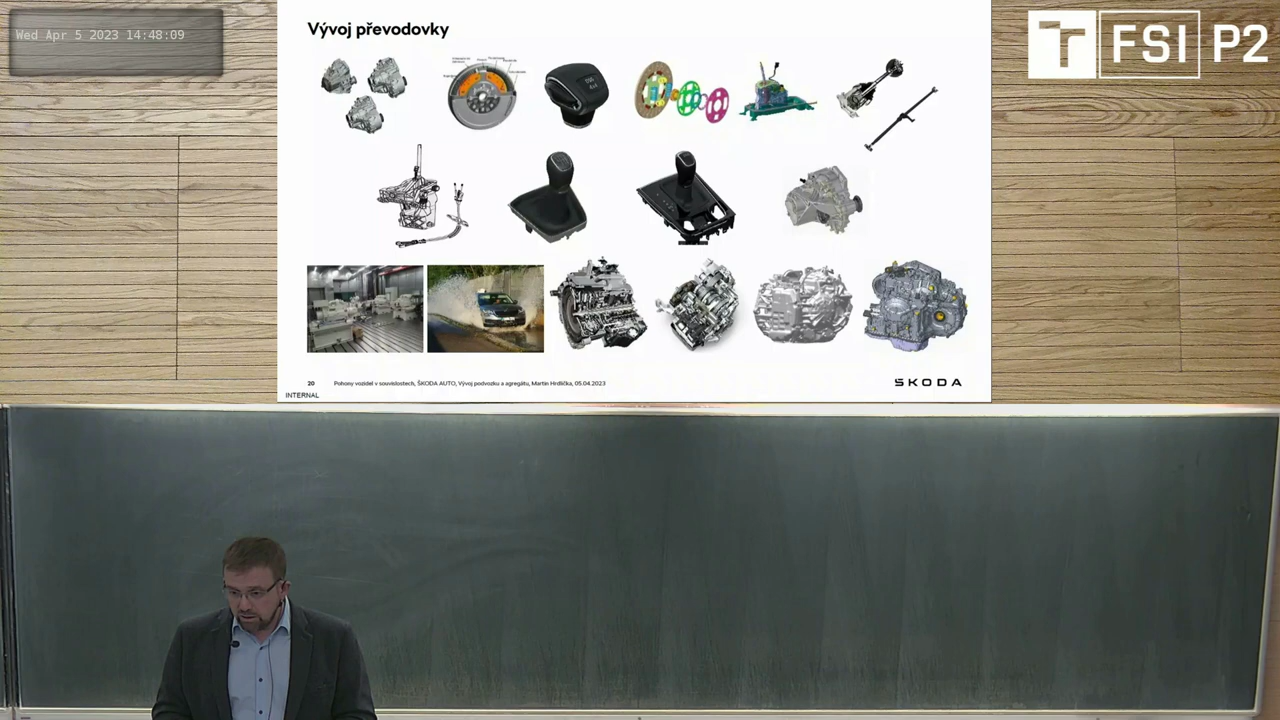 Wed Apr 5 2023 14:48:09
T FSI P2
Vývoj převodovky
20 Pohony vozidel v souvislostech, ŠKODA AUTO, Vývoj podvozku a agregátu, Martin Hrdlička, 05.04.2023
ŠKODA
INTERNAL